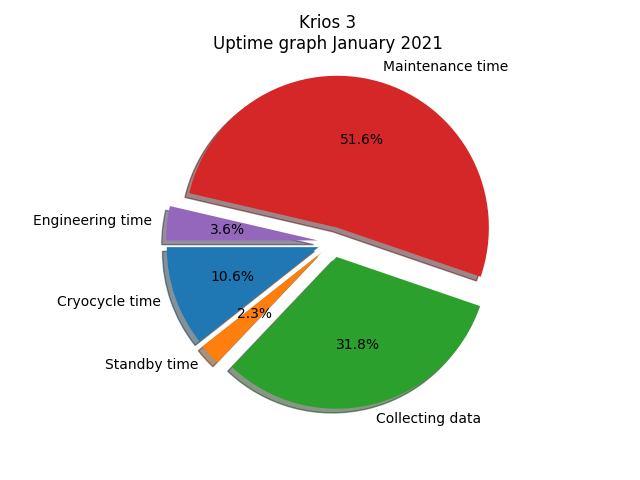 Krios 3
Uptime graph January 2021
Maintenance time
51.6%
Engineering time
3.6%
10.6%
Cryocycle time
2.3%
Standby time
31.8%
Collecting data